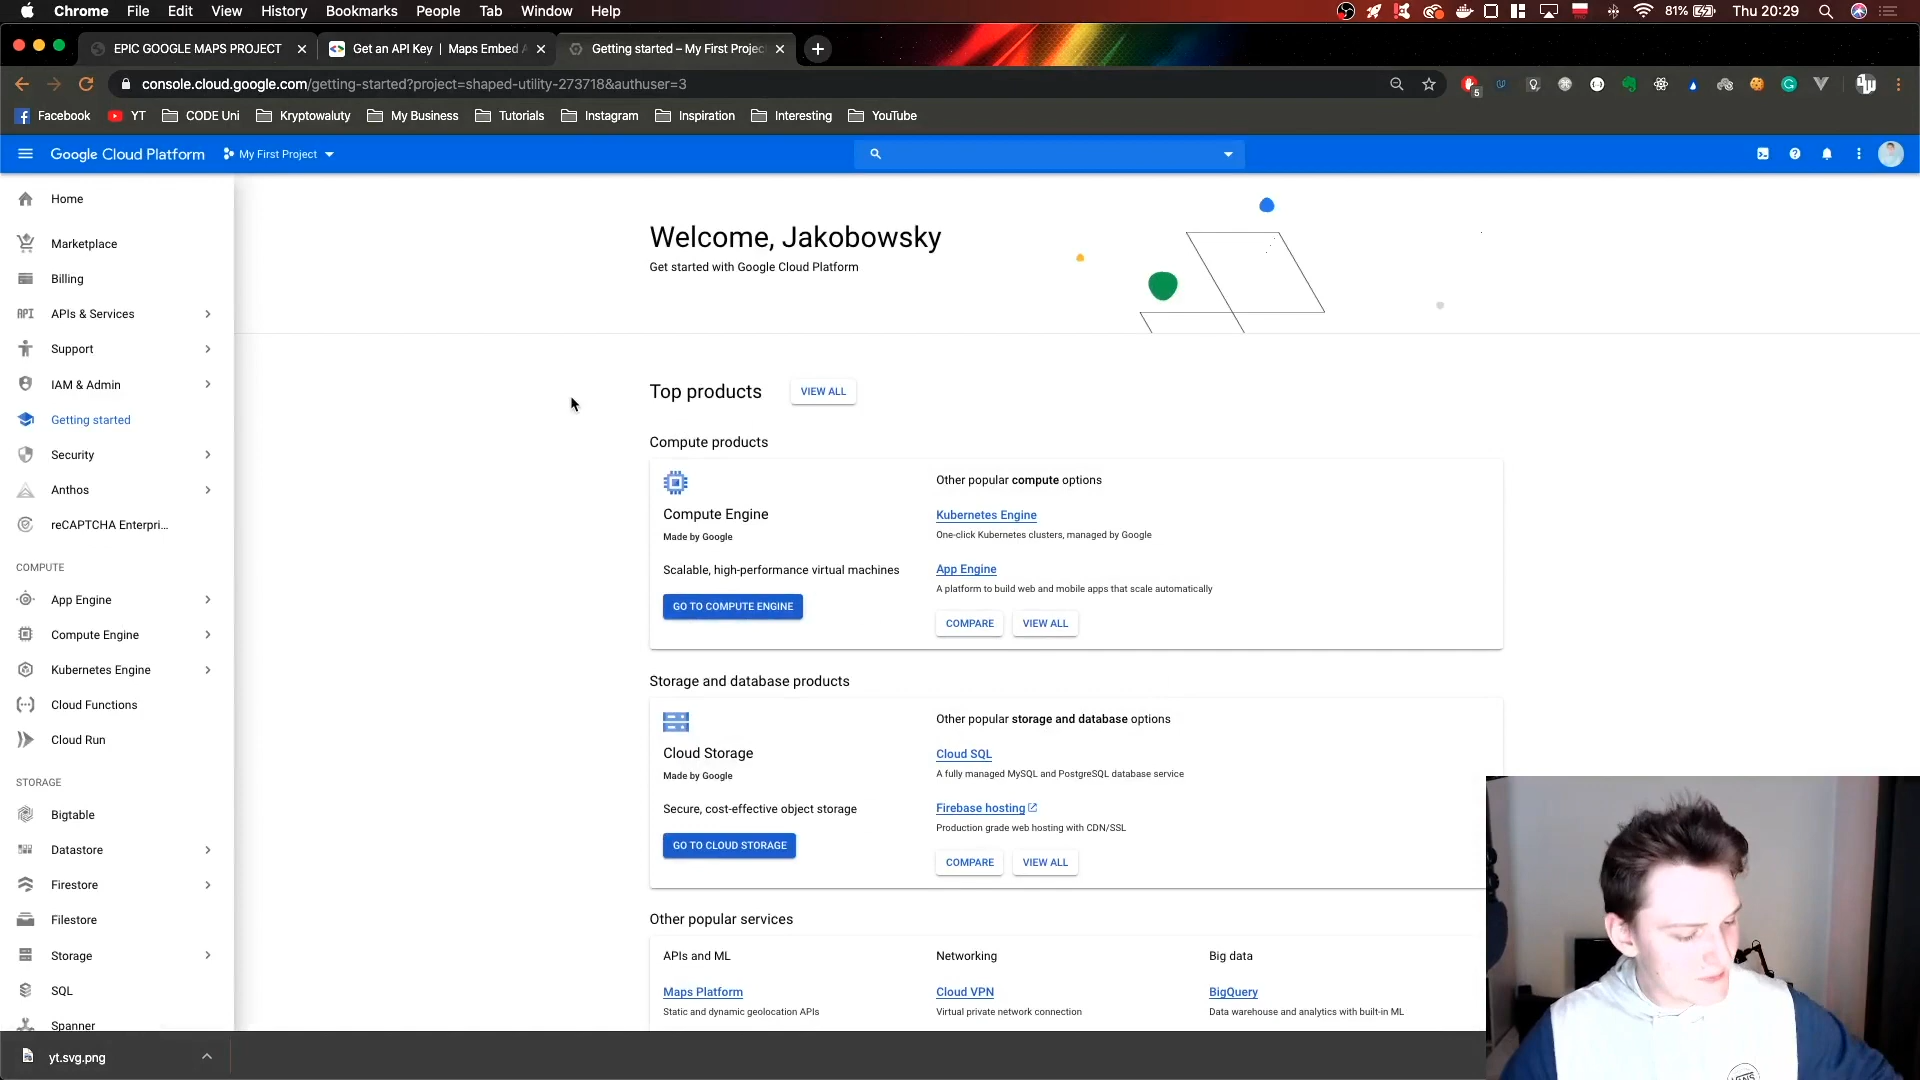 Chrome File Edit View History Bookmarks People Tab Window Help
81% Thu 20:29
EPIC GOOGLE MAPS PROJECT
Get an API Key | Maps Embed A
Getting started – My First Projec
console.cloud.google.com/getting-started?project=shaped-utility-273718&authuser=3
5
Facebook YT CODE Uni Kryptowaluty My Business Tutorials Instagram Inspiration Interesting YouTube
Google Cloud Platform My First Project
Home
Marketplace
Billing
API APIs & Services
Support
IAM & Admin
Getting started
Security
Anthos
reCAPTCHA Enterpri...
COMPUTE
App Engine
Compute Engine
Kubernetes Engine
Cloud Functions
Cloud Run
STORAGE
Bigtable
Datastore
Firestore
Filestore
Storage
SQL
Spanner
Welcome, Jakobowsky
Get started with Google Cloud Platform
Top products VIEW ALL
Compute products
Compute Engine
Made by Google
Scalable, high-performance virtual machines
GO TO COMPUTE ENGINE
Other popular compute options
Kubernetes Engine
One-click Kubernetes clusters, managed by Google
App Engine
A platform to build web and mobile apps that scale automatically
COMPARE VIEW ALL
Storage and database products
Cloud Storage
Made by Google
Secure, cost-effective object storage
GO TO CLOUD STORAGE
Other popular storage and database options
Cloud SQL
A fully managed MySQL and PostgreSQL database service
Firebase hosting
Production grade web hosting with CDN/SSL
COMPARE VIEW ALL
Other popular services
APIs and ML
Maps Platform
Static and dynamic geolocation APIs
Networking
Cloud VPN
Virtual private network connection
Big data
BigQuery
Data warehouse and analytics with built-in ML
yt.svg.png